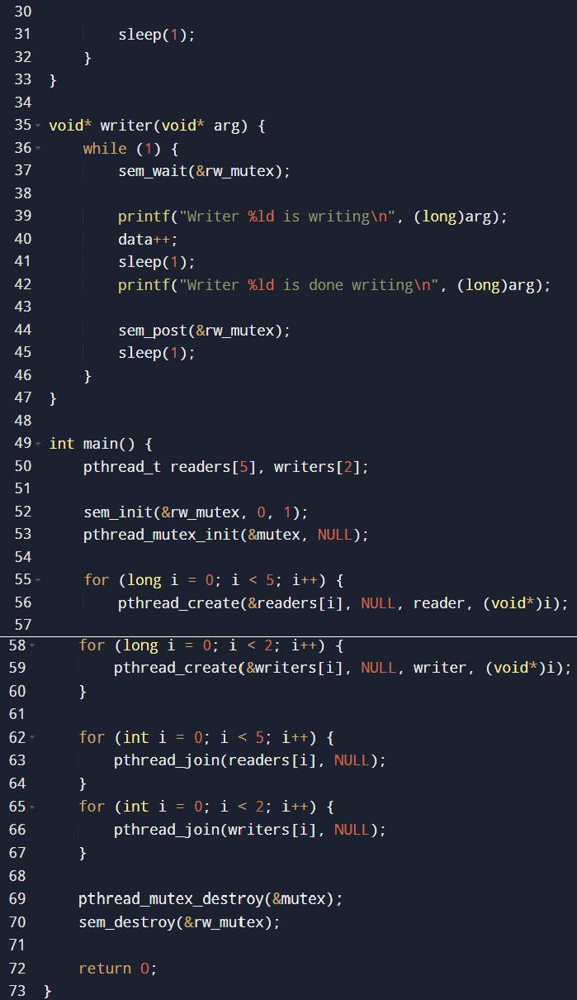 30
31         sleep(1);
32     }
33 }
34
35 void* writer(void* arg) {
36     while (1) {
37         sem_wait(&rw_mutex);
38
39         printf("Writer %ld is writing\n", (long)arg);
40         data++;
41         sleep(1);
42         printf("Writer %ld is done writing\n", (long)arg);
43
44         sem_post(&rw_mutex);
45         sleep(1);
46     }
47 }
48
49 int main() {
50     pthread_t readers[5], writers[2];
51
52     sem_init(&rw_mutex, 0, 1);
53     pthread_mutex_init(&mutex, NULL);
54
55     for (long i = 0; i < 5; i++) {
56         pthread_create(&readers[i], NULL, reader, (void*)i);
57
58     for (long i = 0; i < 2; i++) {
59         pthread_create(&writers[i], NULL, writer, (void*)i);
60     }
61
62     for (int i = 0; i < 5; i++) {
63         pthread_join(readers[i], NULL);
64     }
65     for (int i = 0; i < 2; i++) {
66         pthread_join(writers[i], NULL);
67     }
68
69     pthread_mutex_destroy(&mutex);
70     sem_destroy(&rw_mutex);
71
72     return 0;
73 }